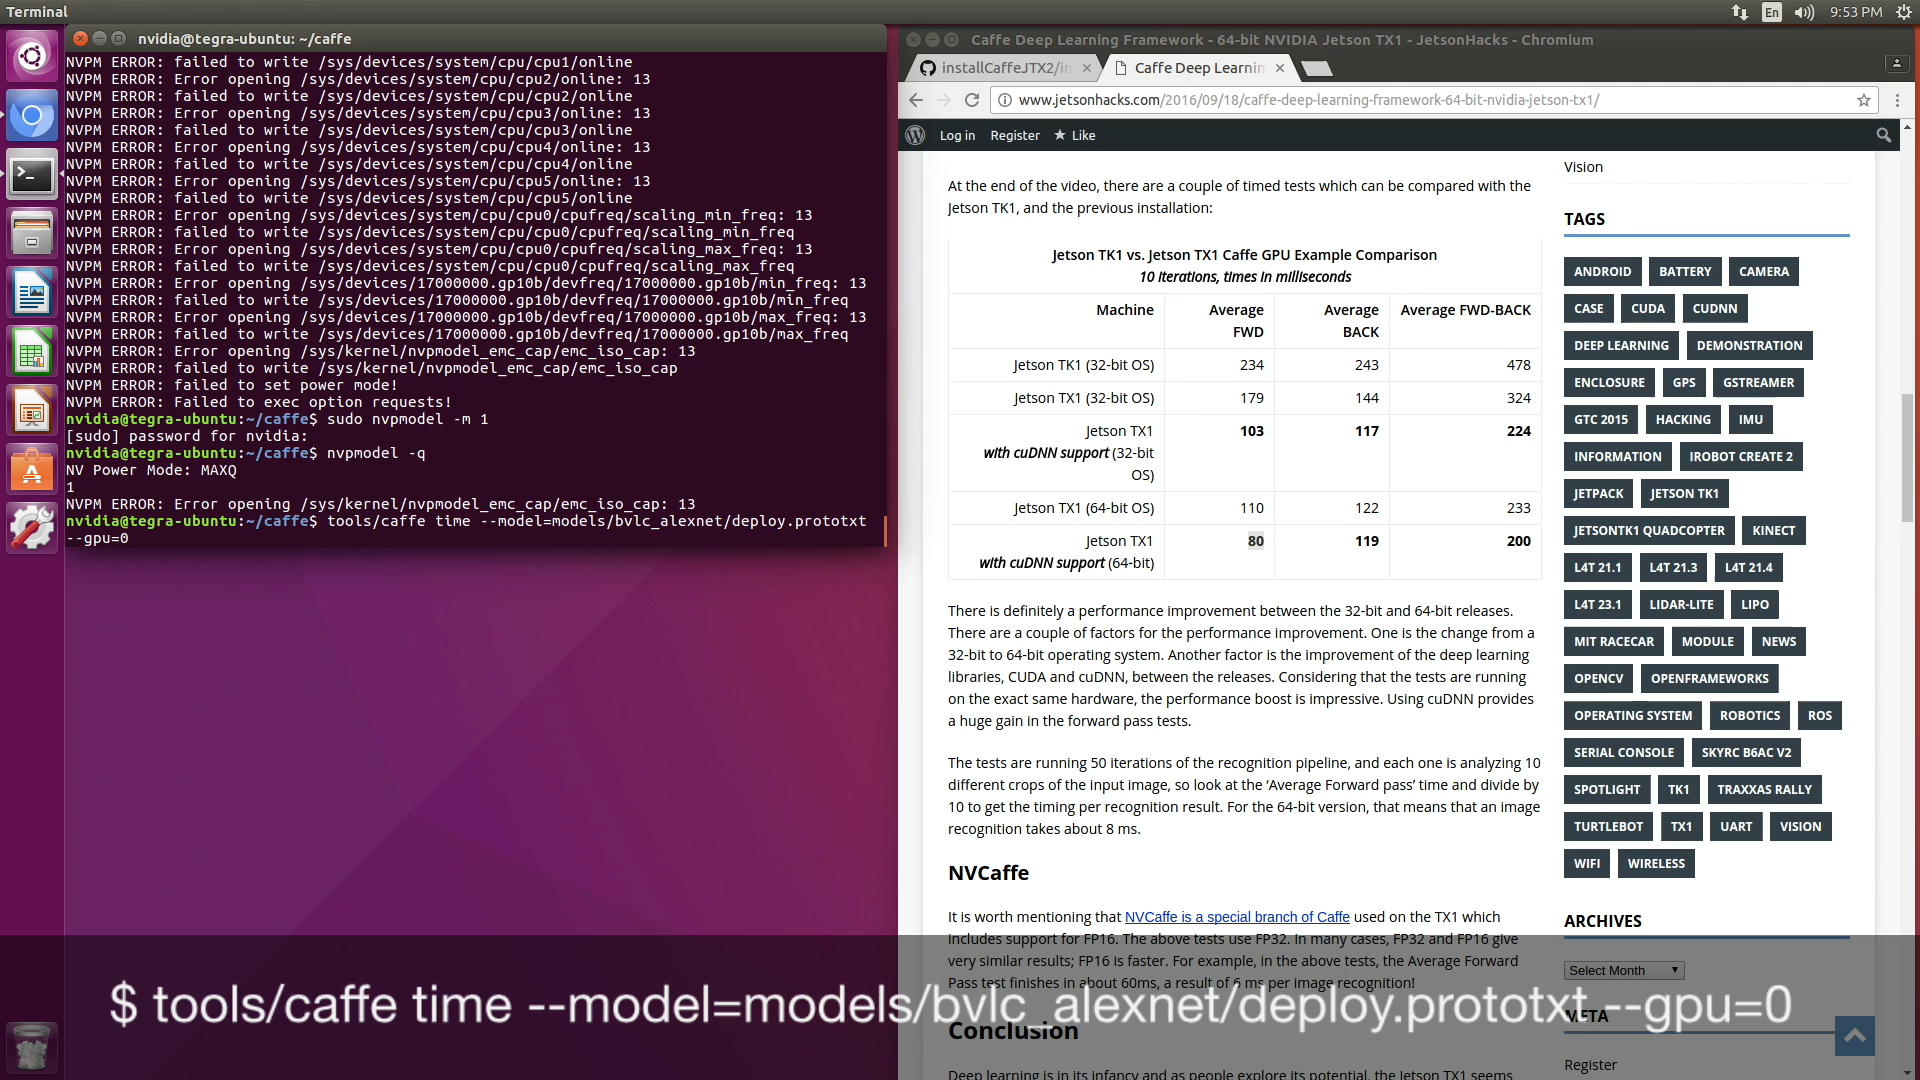 Terminal
En
9:53 PM
nvidia@tegra-ubuntu: ~/caffe
NVPM ERROR: failed to write /sys/devices/system/cpu/cpu1/online
NVPM ERROR: Error opening /sys/devices/system/cpu/cpu2/online: 13
NVPM ERROR: failed to write /sys/devices/system/cpu/cpu2/online
NVPM ERROR: Error opening /sys/devices/system/cpu/cpu3/online: 13
NVPM ERROR: failed to write /sys/devices/system/cpu/cpu3/online
NVPM ERROR: Error opening /sys/devices/system/cpu/cpu4/online: 13
NVPM ERROR: failed to write /sys/devices/system/cpu/cpu4/online
NVPM ERROR: Error opening /sys/devices/system/cpu/cpu5/online: 13
NVPM ERROR: failed to write /sys/devices/system/cpu/cpu5/online
NVPM ERROR: Error opening /sys/devices/system/cpu/cpu0/cpufreq/scaling_min_freq: 13
NVPM ERROR: failed to write /sys/devices/system/cpu/cpu0/cpufreq/scaling_min_freq
NVPM ERROR: Error opening /sys/devices/system/cpu/cpu0/cpufreq/scaling_max_freq: 13
NVPM ERROR: failed to write /sys/devices/system/cpu/cpu0/cpufreq/scaling_max_freq
NVPM ERROR: Error opening /sys/devices/17000000.gp10b/devfreq/17000000.gp10b/min_freq: 13
NVPM ERROR: failed to write /sys/devices/17000000.gp10b/devfreq/17000000.gp10b/min_freq
NVPM ERROR: Error opening /sys/devices/17000000.gp10b/devfreq/17000000.gp10b/max_freq: 13
NVPM ERROR: failed to write /sys/devices/17000000.gp10b/devfreq/17000000.gp10b/max_freq
NVPM ERROR: Error opening /sys/kernel/nvpmodel_emc_cap/emc_iso_cap: 13
NVPM ERROR: failed to write /sys/kernel/nvpmodel_emc_cap/emc_iso_cap
NVPM ERROR: failed to set power mode!
NVPM ERROR: Failed to exec option requests!
nvidia@tegra-ubuntu:~/caffe$ sudo nvpmodel -m 1
[sudo] password for nvidia:
nvidia@tegra-ubuntu:~/caffe$ nvpmodel -q
NV Power Mode: MAXQ
1
NVPM ERROR: Error opening /sys/kernel/nvpmodel_emc_cap/emc_iso_cap: 13
nvidia@tegra-ubuntu:~/caffe$ tools/caffe time --model=models/bvlc_alexnet/deploy.prototxt
--gpu=0
Caffe Deep Learning Framework - 64-bit NVIDIA Jetson TX1 - JetsonHacks - Chromium
installCaffeJTX2/in
Caffe Deep Learnin
www.jetsonhacks.com/2016/09/18/caffe-deep-learning-framework-64-bit-nvidia-jetson-tx1/
Log in Register Like
At the end of the video, there are a couple of timed tests which can be compared with the
Jetson TK1, and the previous installation:
Jetson TK1 vs. Jetson TX1 Caffe GPU Example Comparison
10 iterations, times in milliseconds
Machine Average FWD Average BACK Average FWD-BACK
Jetson TK1 (32-bit OS) 234 243 478
Jetson TX1 (32-bit OS) 179 144 324
Jetson TX1 103 117 224
with cuDNN support (32-bit
OS)
Jetson TX1 (64-bit OS) 110 122 233
Jetson TX1 80 119 200
with cuDNN support (64-bit)
There is definitely a performance improvement between the 32-bit and 64-bit releases.
There are a couple of factors for the performance improvement. One is the change from a
32-bit to 64-bit operating system. Another factor is the improvement of the deep learning
libraries, CUDA and cuDNN, between the releases. Considering that the tests are running
on the exact same hardware, the performance boost is impressive. Using cuDNN provides
a huge gain in the forward pass tests.
The tests are running 50 iterations of the recognition pipeline, and each one is analyzing 10
different crops of the input image, so look at the ‘Average Forward pass’ time and divide by
10 to get the timing per recognition result. For the 64-bit version, that means that an image
recognition takes about 8 ms.
NVCaffe
It is worth mentioning that NVCaffe is a special branch of Caffe used on the TX1 which
includes support for FP16. The above tests use FP32. In many cases, FP32 and FP16 give
very similar results; FP16 is faster. For example, in the above tests, the Average Forward
Pass test finishes in about 60ms, a result of 6 ms per image recognition!
Conclusion
Deep learning is in its infancy and as people explore its potential, the Jetson TX1 seems
Vision
TAGS
ANDROID BATTERY CAMERA
CASE CUDA CUDNN
DEEP LEARNING DEMONSTRATION
ENCLOSURE GPS GSTREAMER
GTC 2015 HACKING IMU
INFORMATION IROBOT CREATE 2
JETPACK JETSON TK1
JETSONTK1 QUADCOPTER KINECT
L4T 21.1 L4T 21.3 L4T 21.4
L4T 23.1 LIDAR-LITE LIPO
MIT RACECAR MODULE NEWS
OPENCV OPENFRAMEWORKS
OPERATING SYSTEM ROBOTICS ROS
SERIAL CONSOLE SKYRC B6AC V2
SPOTLIGHT TK1 TRAXXAS RALLY
TURTLEBOT TX1 UART VISION
WIFI WIRELESS
ARCHIVES
Select Month
META
Register
$ tools/caffe time --model=models/bvlc_alexnet/deploy.prototxt --gpu=0